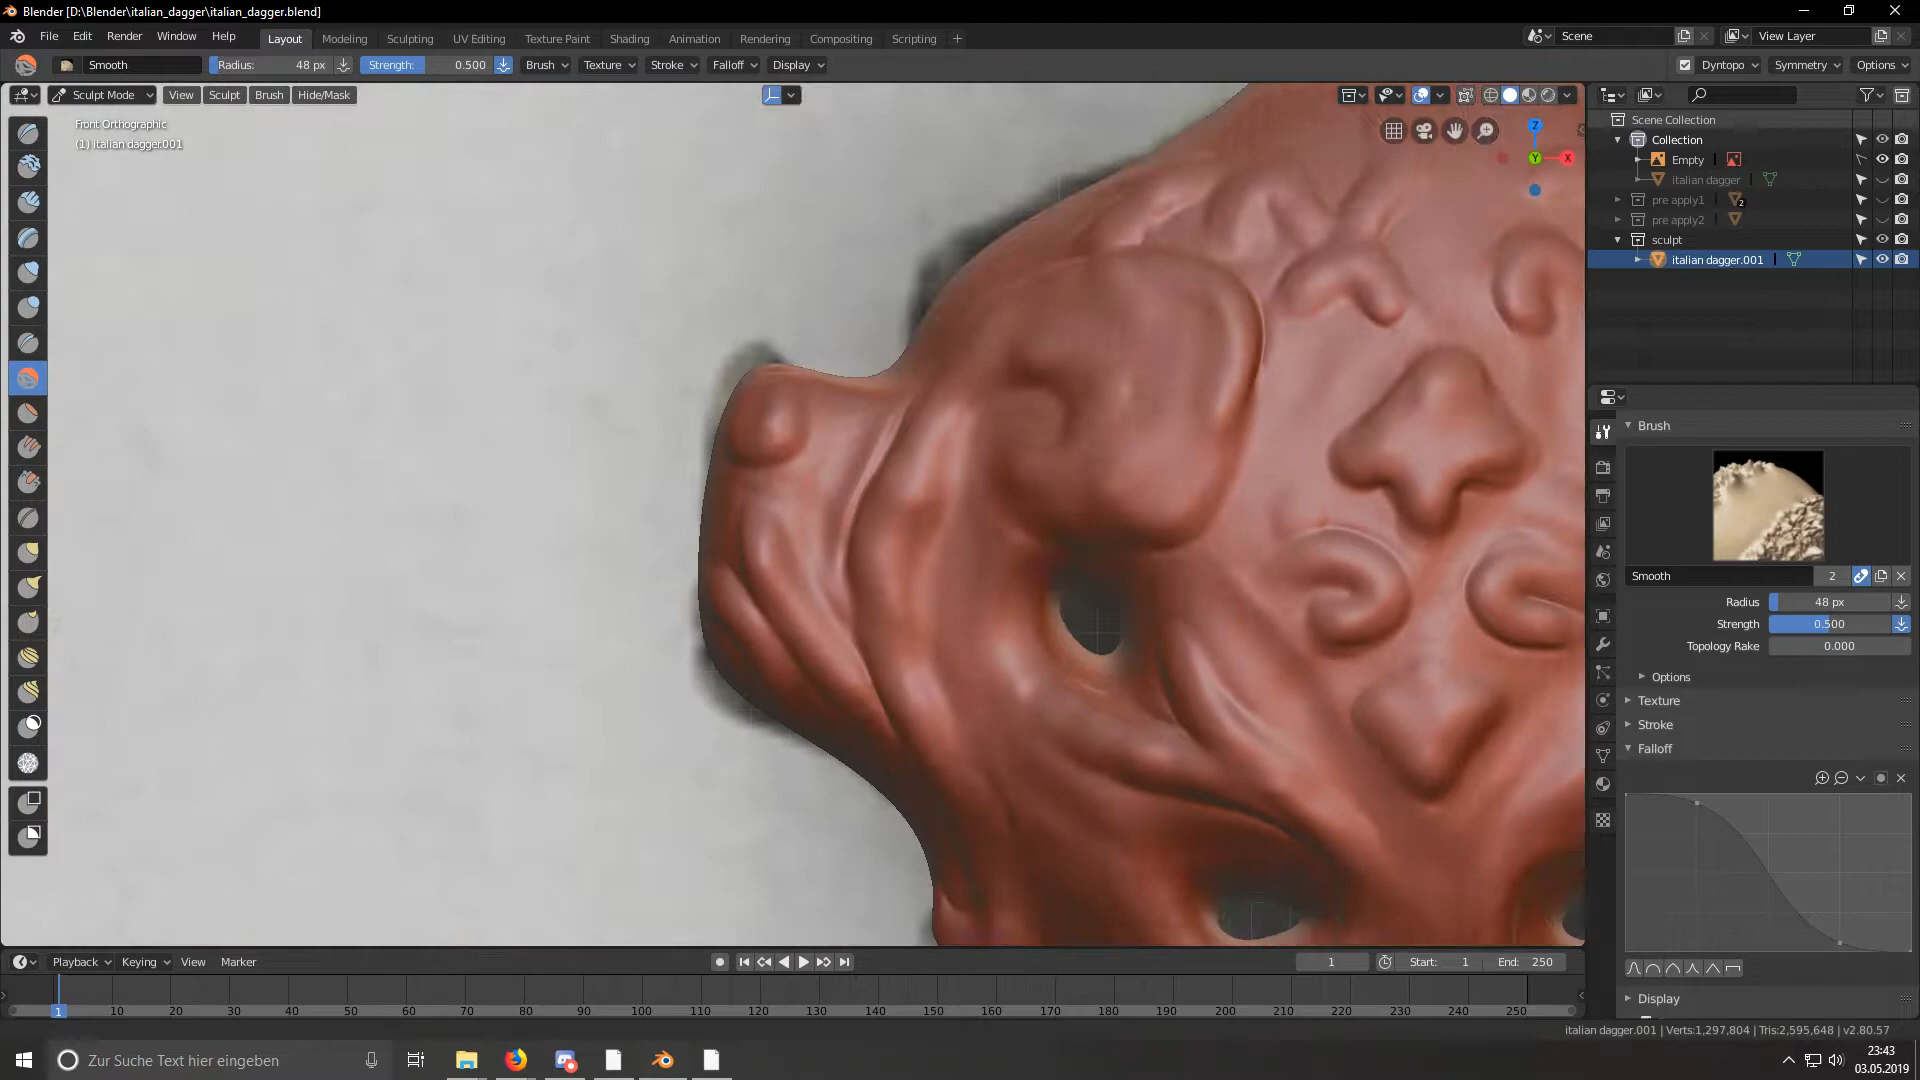 Blender [D:\Blender\italian_dagger\italian_dagger.blend]
File Edit Render Window Help Layout Modeling Sculpting UV Editing Texture Paint Shading Animation Rendering Compositing Scripting + Scene View Layer
Smooth Radius: 48 px Strength: 0.500 Brush Texture Stroke Falloff Display Dyntopo Symmetry Options
Sculpt Mode View Sculpt Brush Hide/Mask
Front Orthographic
(1) italian dagger.001
Z
Y
X
Scene Collection
Collection
Empty
italian dagger
pre apply1 2
pre apply2
sculpt
italian dagger.001
Brush
Smooth 2
Radius 48 px
Strength 0.500
Topology Rake 0.000
Options
Texture
Stroke
Falloff
Display
Playback Keying View Marker 1 Start: 1 End: 250
1 10 20 30 40 50 60 70 80 90 100 110 120 130 140 150 160 170 180 190 200 210 220 230 240 250
italian dagger.001 | Verts:1,297,804 | Tris:2,595,648 | v2.80.57
Zur Suche Text hier eingeben
23:43
03.05.2019